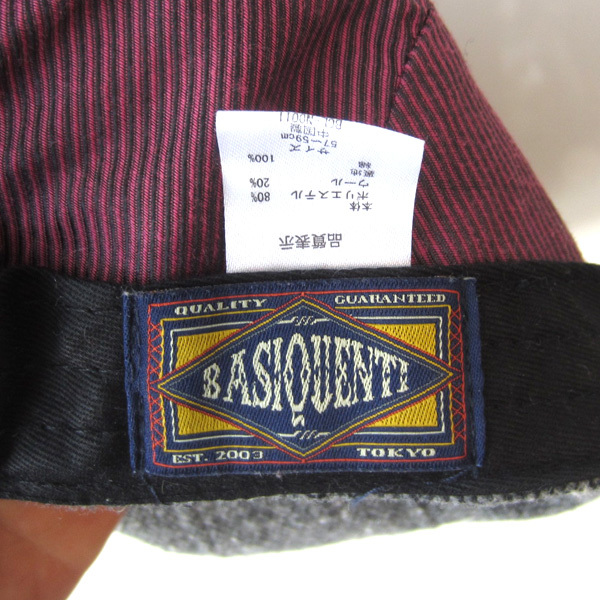 品質表示
本体
ポリエステル 80%
ウール 20%
裏地
綿 100%
サイズ
57−59cm
中国製
QUALITY GUARANTEED
BASIQUENTI
EST. 2003 TOKYO